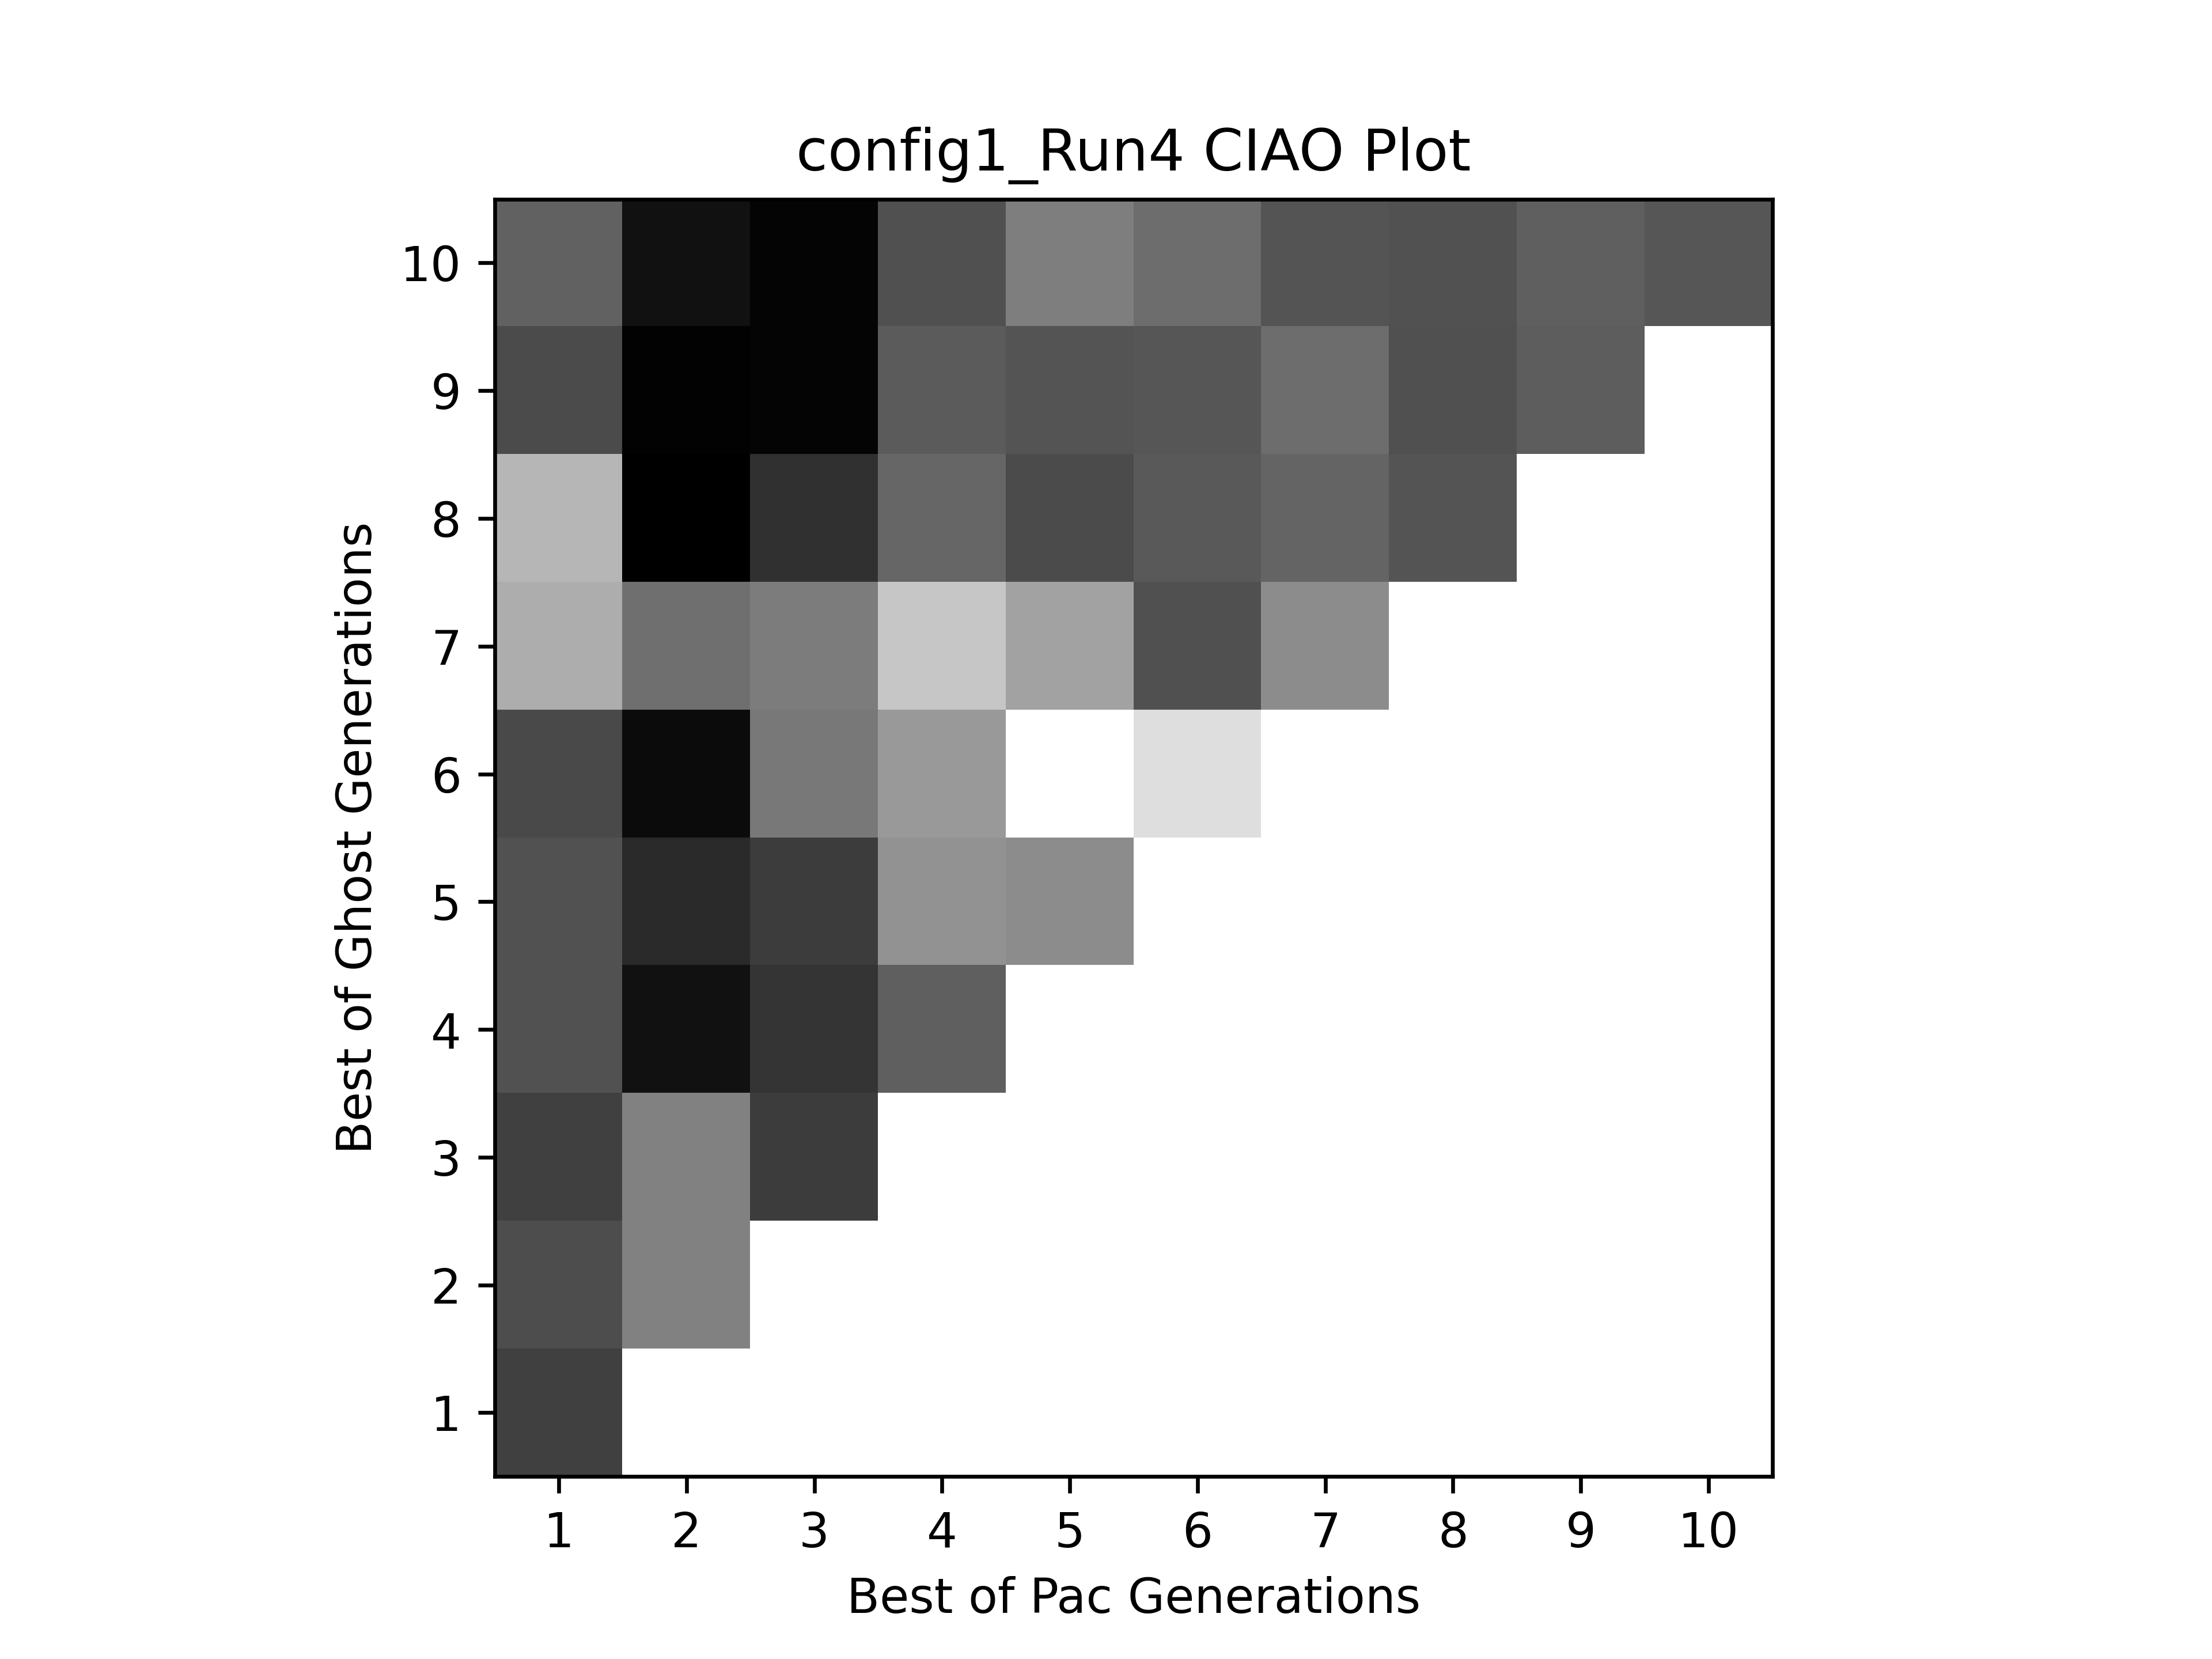 config1_Run4 CIAO Plot
Best of Ghost Generations
10
9
8
7
6
5
4
3
2
1
1 2 3 4 5 6 7 8 9 10
Best of Pac Generations